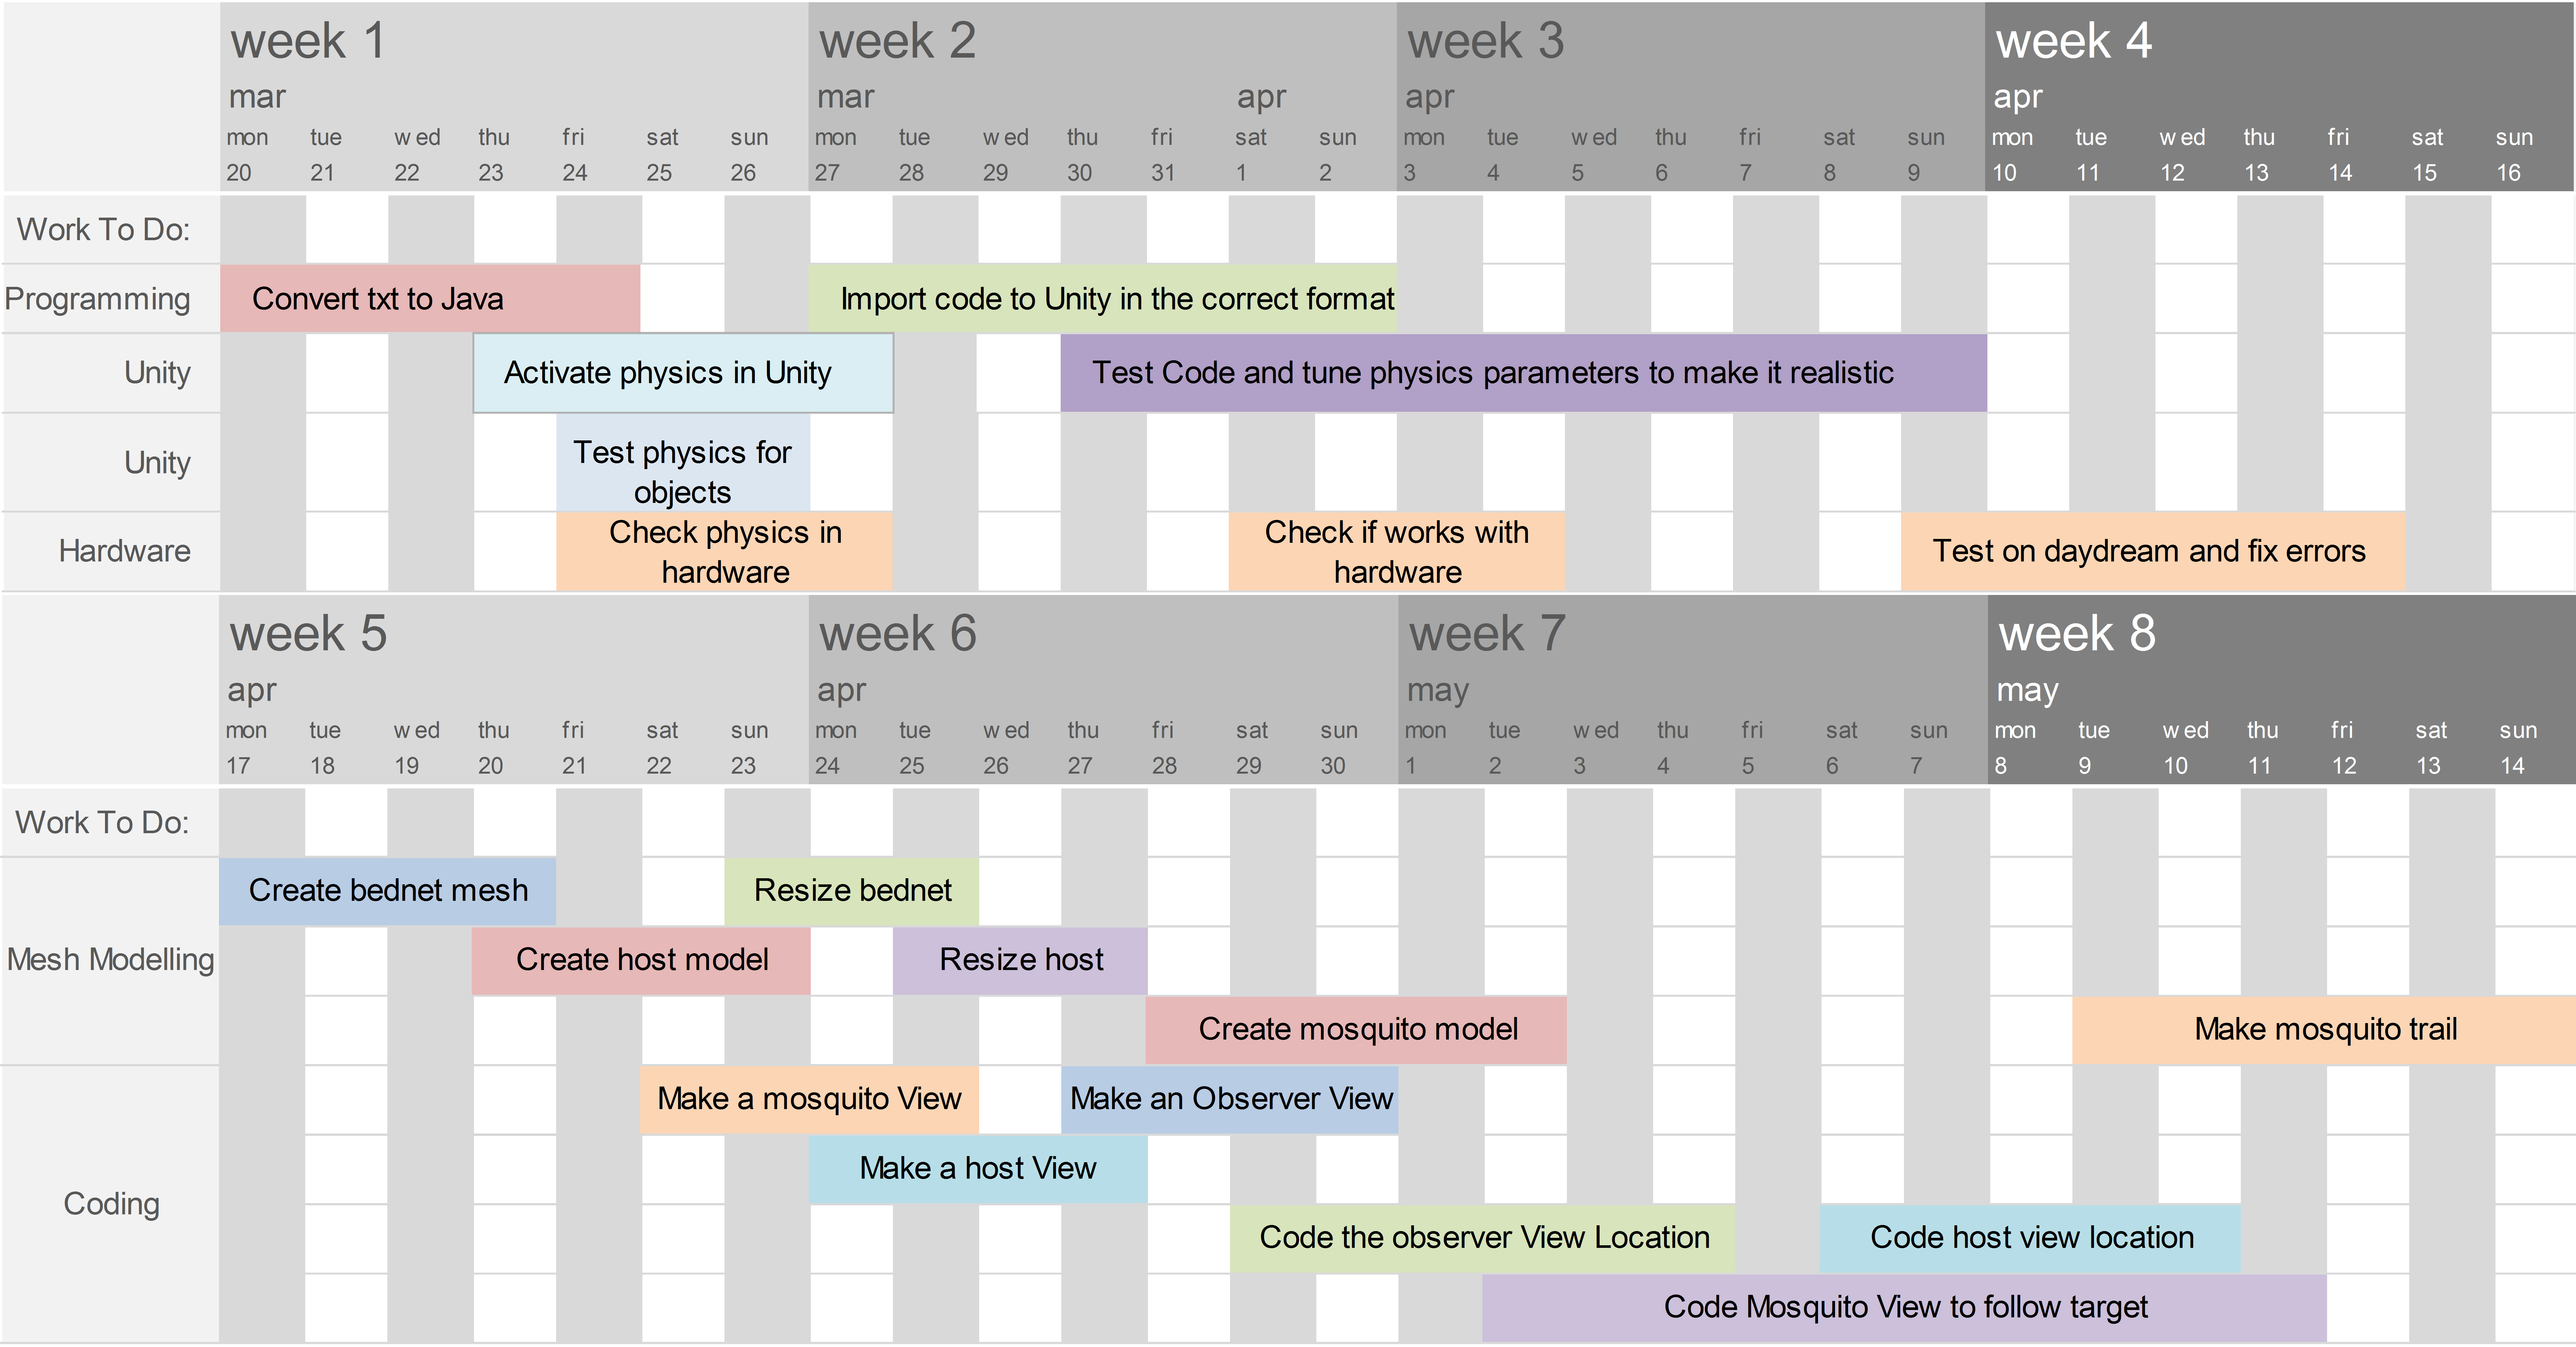 week 1 week 2 week 3 week 4
mar mar apr apr apr
mon tue wed thu fri sat sun mon tue wed thu fri sat sun mon tue wed thu fri sat sun mon tue wed thu fri sat sun
20 21 22 23 24 25 26 27 28 29 30 31 1 2 3 4 5 6 7 8 9 10 11 12 13 14 15 16
Work To Do:
Programming Convert txt to Java Import code to Unity in the correct format
Unity Activate physics in Unity Test Code and tune physics parameters to make it realistic
Unity Test physics for
objects
Hardware Check physics in
hardware
Check if works with
hardware
Test on daydream and fix errors
week 5 week 6 week 7 week 8
apr apr may may
mon tue wed thu fri sat sun mon tue wed thu fri sat sun mon tue wed thu fri sat sun mon tue wed thu fri sat sun
17 18 19 20 21 22 23 24 25 26 27 28 29 30 1 2 3 4 5 6 7 8 9 10 11 12 13 14
Work To Do:
Create bednet mesh Resize bednet
Mesh Modelling Create host model Resize host
Create mosquito model Make mosquito trail
Make a mosquito View Make an Observer View
Make a host View
Coding
Code the observer View Location Code host view location
Code Mosquito View to follow target